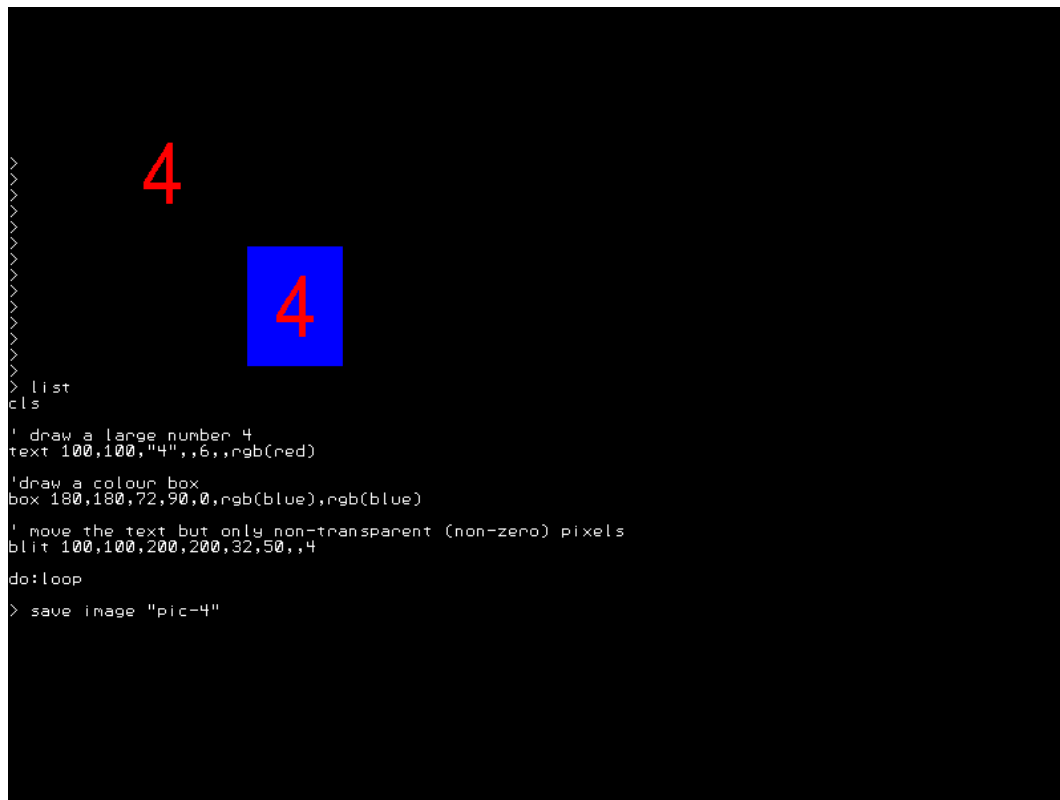 4
>
>
>
>
>
>
>
>
>
4
>
>
>
>
>
> list
cls
' draw a large number 4
text 100,100,"4",,6,,rgb(red)
'draw a colour box
box 180,180,72,90,0,rgb(blue),rgb(blue)
' move the text but only non-transparent (non-zero) pixels
blit 100,100,200,200,32,50,,4
do:loop
> save image "pic-4"